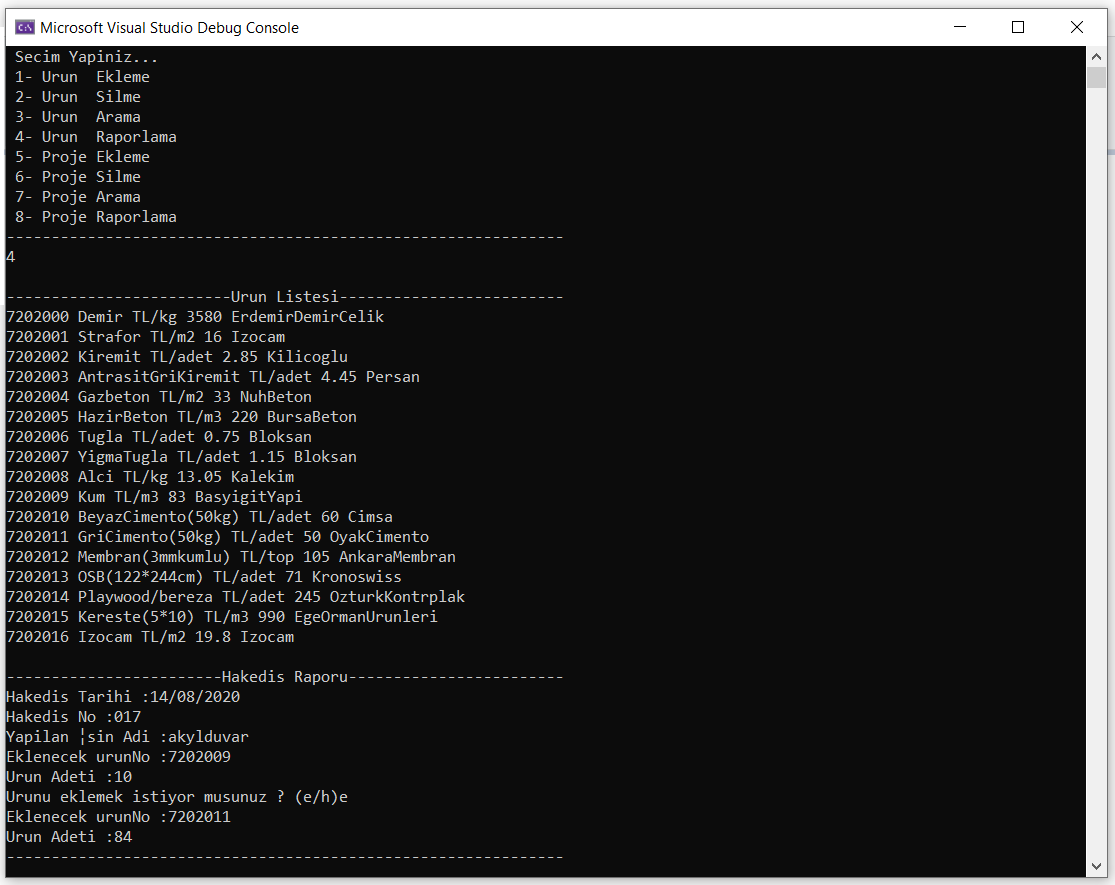 Microsoft Visual Studio Debug Console
Secim Yapiniz...
1- Urun  Ekleme
2- Urun  Silme
3- Urun  Arama
4- Urun  Raporlama
5- Proje Ekleme
6- Proje Silme
7- Proje Arama
8- Proje Raporlama
--------------------------------------------------------------
4
-------------------------Urun Listesi-------------------------
7202000 Demir TL/kg 3580 ErdemirDemirCelik
7202001 Strafor TL/m2 16 Izocam
7202002 Kiremit TL/adet 2.85 Kilicoglu
7202003 AntrasitGriKiremit TL/adet 4.45 Persan
7202004 Gazbeton TL/m2 33 NuhBeton
7202005 HazirBeton TL/m3 220 BursaBeton
7202006 Tugla TL/adet 0.75 Bloksan
7202007 YigmaTugla TL/adet 1.15 Bloksan
7202008 Alci TL/kg 13.05 Kalekim
7202009 Kum TL/m3 83 BasyigitYapi
7202010 BeyazCimento(50kg) TL/adet 60 Cimsa
7202011 GriCimento(50kg) TL/adet 50 OyakCimento
7202012 Membran(3mmkumlu) TL/top 105 AnkaraMembran
7202013 OSB(122*244cm) TL/adet 71 Kronoswiss
7202014 Playwood/bereza TL/adet 245 OzturkKontrplak
7202015 Kereste(5*10) TL/m3 990 EgeOrmanUrunleri
7202016 Izocam TL/m2 19.8 Izocam
------------------------Hakedis Raporu------------------------
Hakedis Tarihi :14/08/2020
Hakedis No :017
Yapilan ¦sin Adi :akylduvar
Eklenecek urunNo :7202009
Urun Adeti :10
Urunu eklemek istiyor musunuz ? (e/h)e
Eklenecek urunNo :7202011
Urun Adeti :84
--------------------------------------------------------------